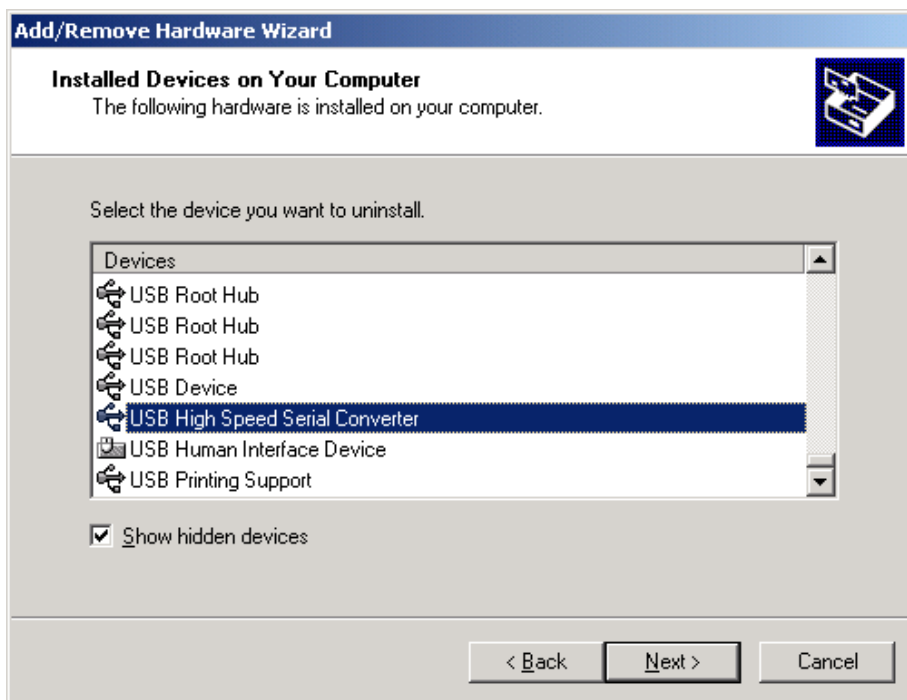 Add/Remove Hardware Wizard
Installed Devices on Your Computer
The following hardware is installed on your computer.
Select the device you want to uninstall.
Devices
USB Root Hub
USB Root Hub
USB Root Hub
USB Device
USB High Speed Serial Converter
USB Human Interface Device
USB Printing Support
Show hidden devices
< Back Next > Cancel